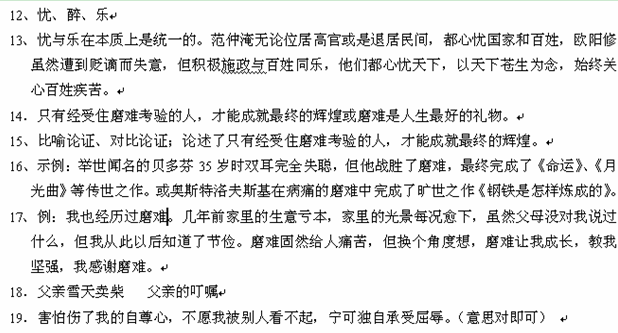 12、忧、醉、乐
13、忧与乐在本质上是统一的。范仲淹无论位居高官或是退居民间，都心忧国家和百姓，欧阳修
虽然遭到贬谪而失意，但积极施政与百姓同乐，他们都心忧天下，以天下苍生为念，始终关
心百姓疾苦。
14．只有经受住磨难考验的人，才能成就最终的辉煌或磨难是人生最好的礼物。
15、比喻论证、对比论证；论述了只有经受住磨难考验的人，才能成就最终的辉煌。
16、示例：举世闻名的贝多芬 35 岁时双耳完全失聪，但他战胜了磨难，最终完成了《命运》、《月
光曲》等传世之作。或奥斯特洛夫斯基在病痛的磨难中完成了旷世之作《钢铁是怎样炼成的》。
17、例：我也经历过磨难。几年前家里的生意亏本，家里的光景每况愈下，虽然父母没对我说过
什么，但我从此以后知道了节俭。磨难固然给人痛苦，但换个角度想，磨难让我成长，教我
坚强，我感谢磨难。
18．父亲雪天卖柴 父亲的叮嘱
19．害怕伤了我的自尊心，不愿我被别人看不起，宁可独自承受屈辱。（意思对即可）